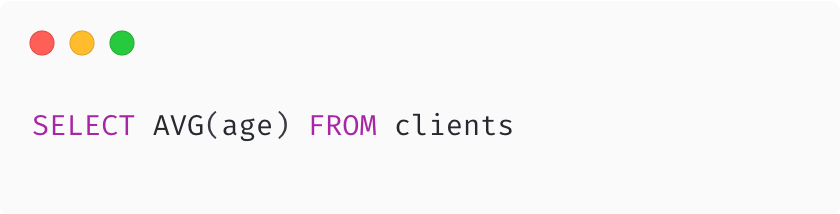 SELECT AVG(age) FROM clients